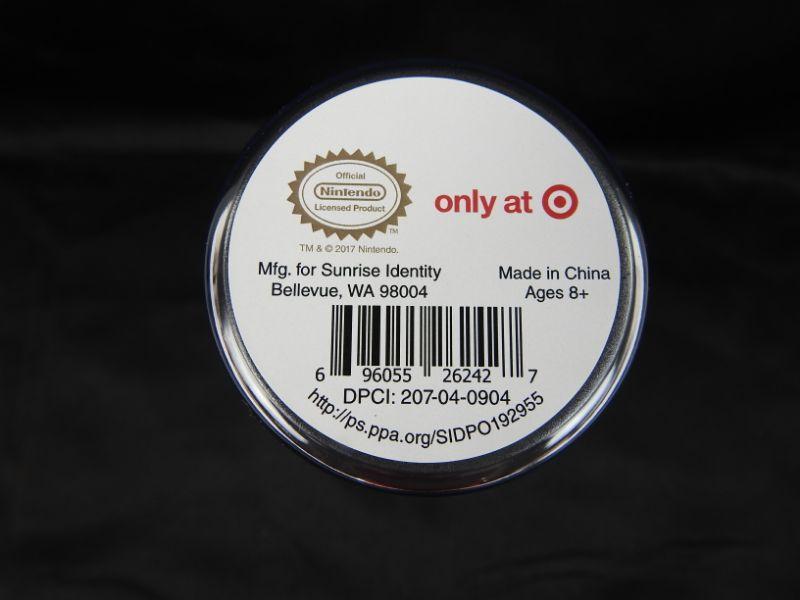 Official
Nintendo
Licensed Product
TM
TM & © 2017 Nintendo.
only at
Mfg. for Sunrise Identity
Bellevue, WA 98004
Made in China
Ages 8+
6 96055 26242 7
DPCI: 207-04-0904
http://ps.ppa.org/SIDPO192955